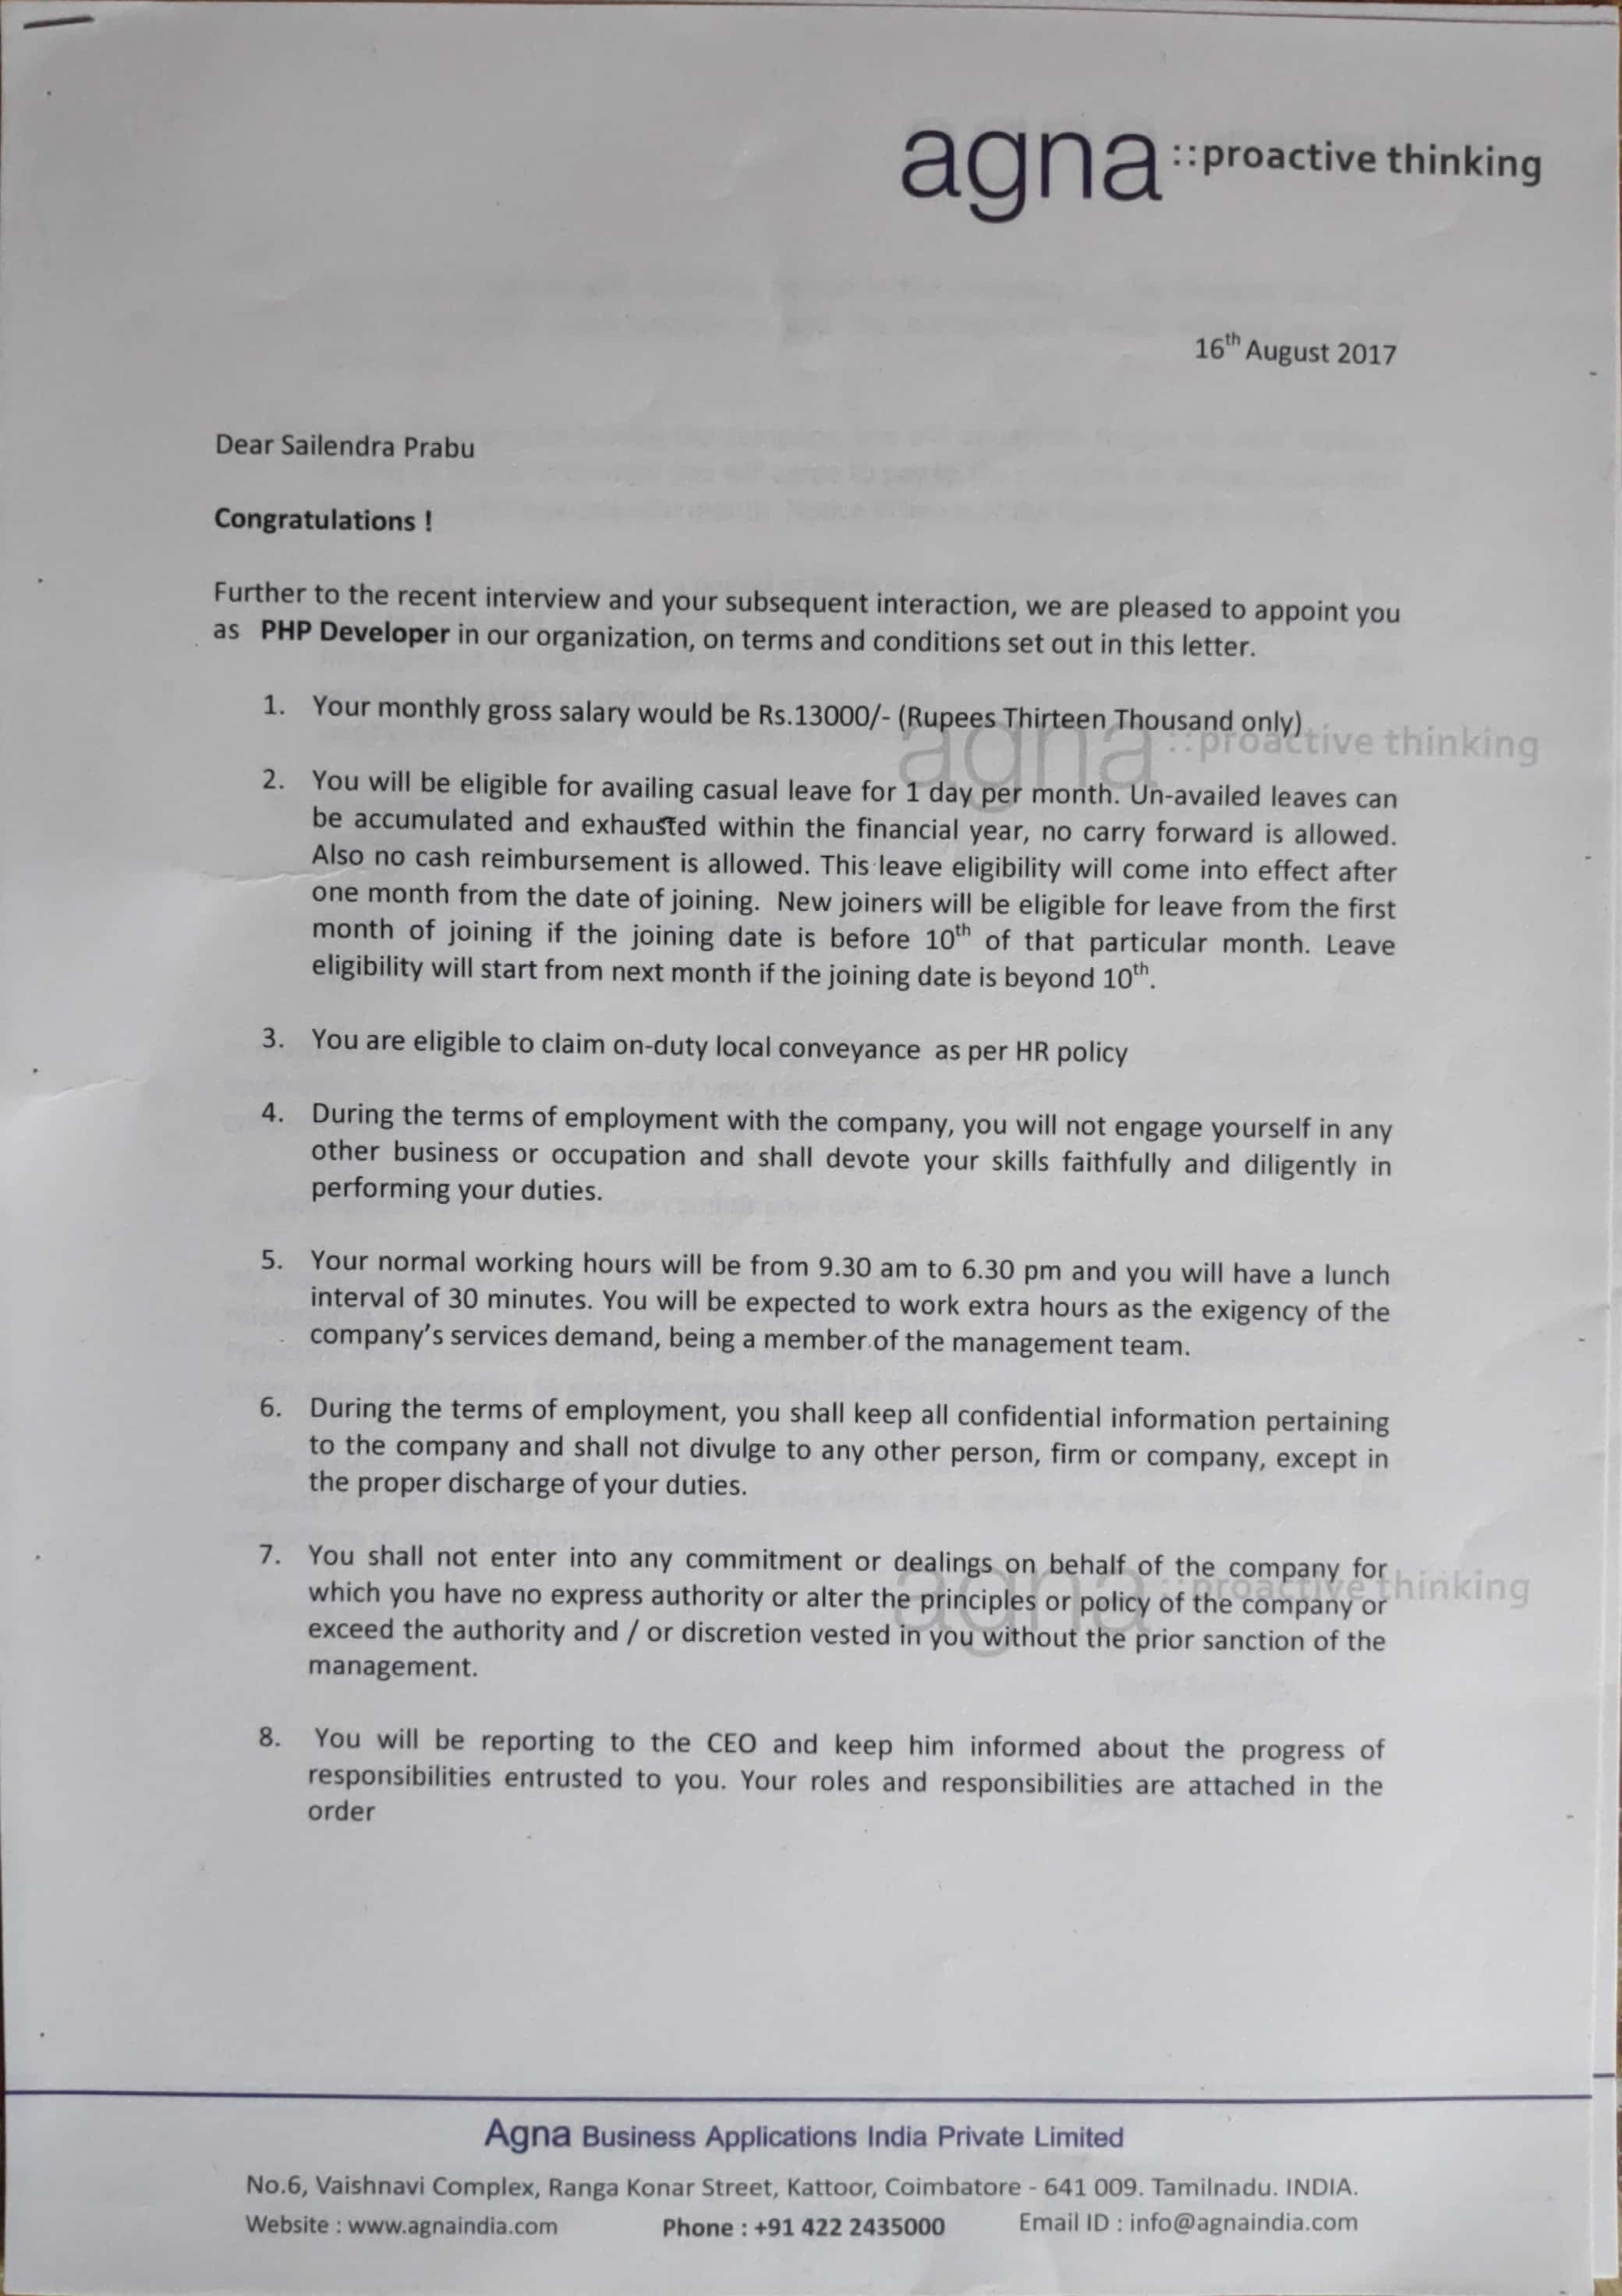 agna ::proactive thinking
16th August 2017
Dear Sailendra Prabu
Congratulations !
Further to the recent interview and your subsequent interaction, we are pleased to appoint you
as PHP Developer in our organization, on terms and conditions set out in this letter.
1. Your monthly gross salary would be Rs.13000/- (Rupees Thirteen Thousand only)
agna ::proactive thinking
2. You will be eligible for availing casual leave for 1 day per month. Un-availed leaves can
be accumulated and exhausted within the financial year, no carry forward is allowed.
Also no cash reimbursement is allowed. This leave eligibility will come into effect after
one month from the date of joining. New joiners will be eligible for leave from the first
month of joining if the joining date is before 10th of that particular month. Leave
eligibility will start from next month if the joining date is beyond 10th.
3. You are eligible to claim on-duty local conveyance as per HR policy
4. During the terms of employment with the company, you will not engage yourself in any
other business or occupation and shall devote your skills faithfully and diligently in
performing your duties.
5. Your normal working hours will be from 9.30 am to 6.30 pm and you will have a lunch
interval of 30 minutes. You will be expected to work extra hours as the exigency of the
company's services demand, being a member of the management team.
6. During the terms of employment, you shall keep all confidential information pertaining
to the company and shall not divulge to any other person, firm or company, except in
the proper discharge of your duties.
7. You shall not enter into any commitment or dealings on behalf of the company for
agna ::proactive thinking
which you have no express authority or alter the principles or policy of the company or
exceed the authority and / or discretion vested in you without the prior sanction of the
management.
8. You will be reporting to the CEO and keep him informed about the progress of
responsibilities entrusted to you. Your roles and responsibilities are attached in the
order
Agna Business Applications India Private Limited
No.6, Vaishnavi Complex, Ranga Konar Street, Kattoor, Coimbatore - 641 009. Tamilnadu. INDIA.
Website : www.agnaindia.com Phone : +91 422 2435000 Email ID : info@agnaindia.com